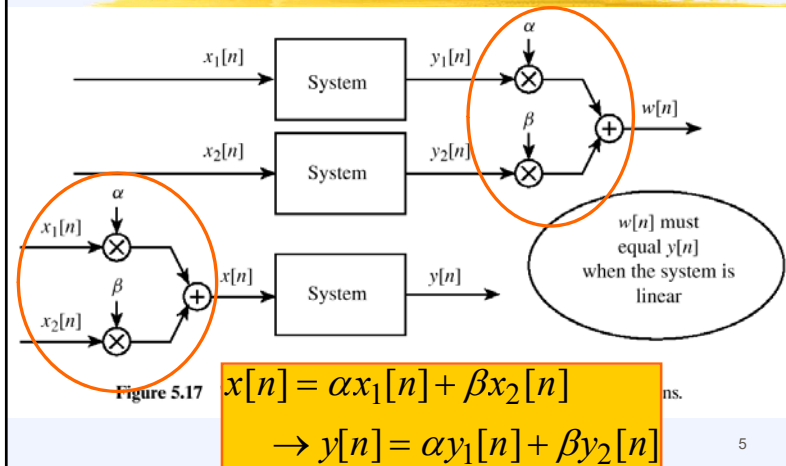 α
x₁[n]
System
y₁[n]
w[n]
β
x₂[n]
System
y₂[n]
α
x₁[n]
β
x[n]
System
y[n]
x₂[n]
w[n] must
equal y[n]
when the system is
linear
Figure 5.17
ns.
x[n] = αx₁[n] + βx₂[n]
→ y[n] = αy₁[n] + βy₂[n]
5